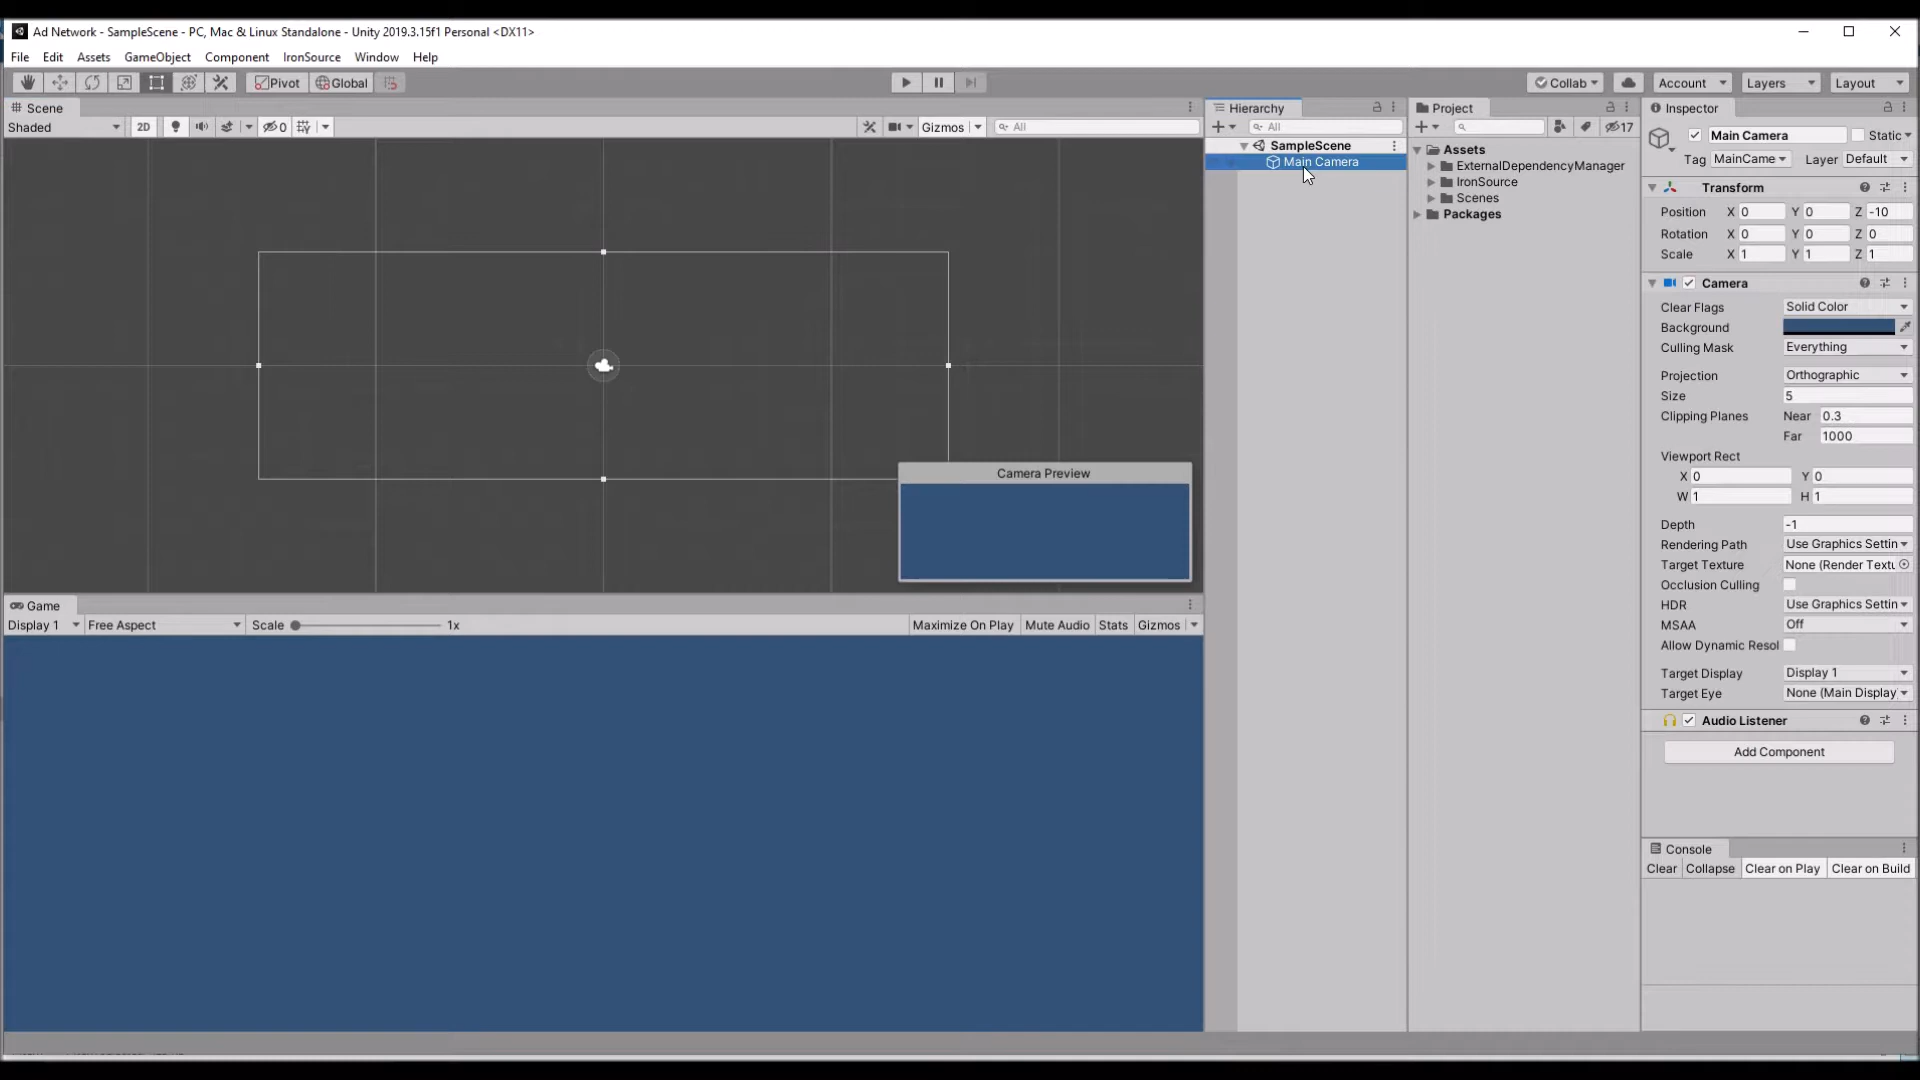 Ad Network - SampleScene - PC, Mac & Linux Standalone - Unity 2019.3.15f1 Personal <DX11>
File Edit Assets GameObject Component IronSource Window Help
Pivot Global Collab Account Layers Layout
Scene
Shaded 2D 0 Gizmos All
Camera Preview
Game
Display 1 Free Aspect Scale 1x Maximize On Play Mute Audio Stats Gizmos
Hierarchy
All
SampleScene
Main Camera
Project
17
Assets
ExternalDependencyManager
IronSource
Scenes
Packages
Inspector
Main Camera Static
Tag MainCame Layer Default
Transform
Position X 0 Y 0 Z -10
Rotation X 0 Y 0 Z 0
Scale X 1 Y 1 Z 1
Camera
Clear Flags Solid Color
Background
Culling Mask Everything
Projection Orthographic
Size 5
Clipping Planes Near 0.3
Far 1000
Viewport Rect
X 0 Y 0
W 1 H 1
Depth -1
Rendering Path Use Graphics Settin
Target Texture None (Render Textu
Occlusion Culling
HDR Use Graphics Settin
MSAA Off
Allow Dynamic Resol
Target Display Display 1
Target Eye None (Main Display)
Audio Listener
Add Component
Console
Clear Collapse Clear on Play Clear on Build